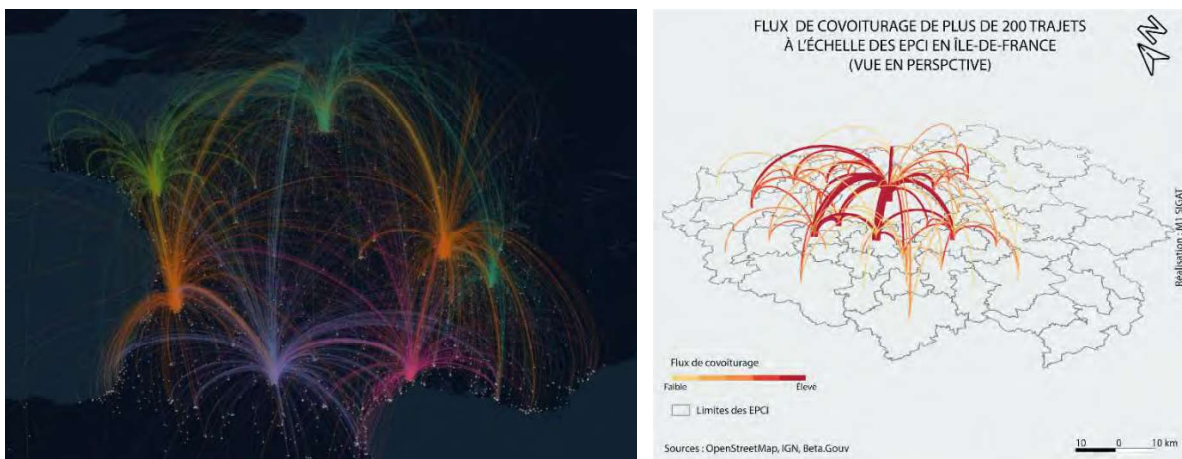 FLUX DE COVOITURAGE DE PLUS DE 200 TRAJETS
À L'ÉCHELLE DES EPCI EN ÎLE-DE-FRANCE
(VUE EN PERSPCTIVE)
N
Réalisation : M1 SIGAT
Flux de covoiturage
Faible Élevé
Limites des EPCI
Sources : OpenStreetMap, IGN, Beta.Gouv
10 0 10 km